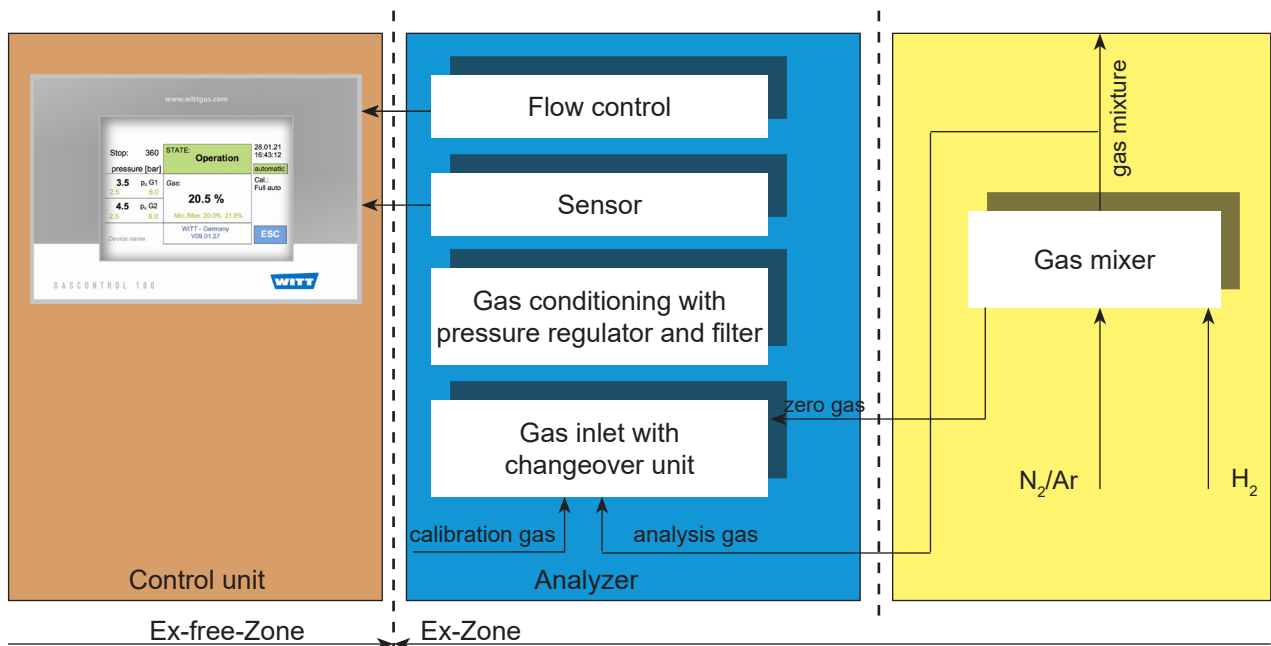 www.wittgas.com
Stop: 360
pressure [bar]
3.5 pᵥ G1
2.5 6.0
4.5 pᵥ G2
2.5 6.0
Device name
STATE:
Operation
Gas:
20.5 %
Min./Max. 20.0% 21.8%
WITT - Germany
V09.01.27
28.01.21
16:43:12
automatic
Cal.:
Full auto
ESC
GASCONTROL 100
WITT
Control unit
Flow control
Sensor
Gas conditioning with
pressure regulator and filter
Gas inlet with
changeover unit
calibration gas
analysis gas
Analyzer
zero gas
gas mixture
Gas mixer
N₂/Ar
H₂
Ex-free-Zone
Ex-Zone